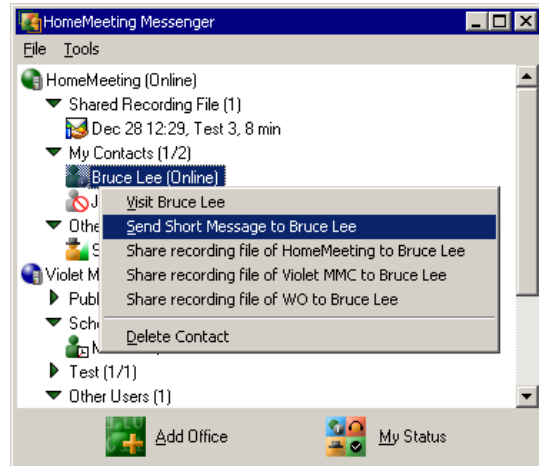 HomeMeeting Messenger
File Tools
HomeMeeting (Online)
Shared Recording File (1)
Dec 28 12:29, Test 3, 8 min
My Contacts (1/2)
Bruce Lee (Online)
Visit Bruce Lee
J
Send Short Message to Bruce Lee
Othe
Share recording file of HomeMeeting to Bruce Lee
S
Share recording file of Violet MMC to Bruce Lee
Violet M
Share recording file of WO to Bruce Lee
Publ
Sche
Delete Contact
M
Test (1/1)
Other Users (1)
Add Office My Status